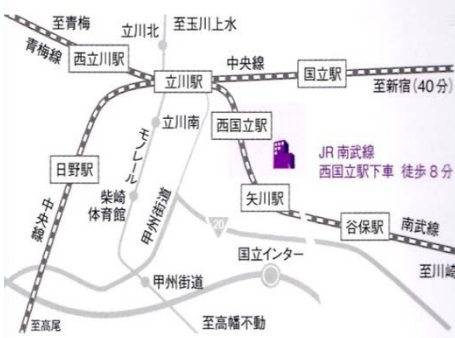 至青梅
立川北
至玉川上水
青梅線
西立川駅
立川駅
中央線
国立駅
至新宿(40分)
立川南
西国立駅
JR南武線
西国立駅下車 徒歩8分
モノレール
日野駅
柴崎
体育館
甲州街道
矢川駅
中央線
20
谷保駅
南武線
国立インター
至川崎
甲州街道
至高尾
至高幡不動